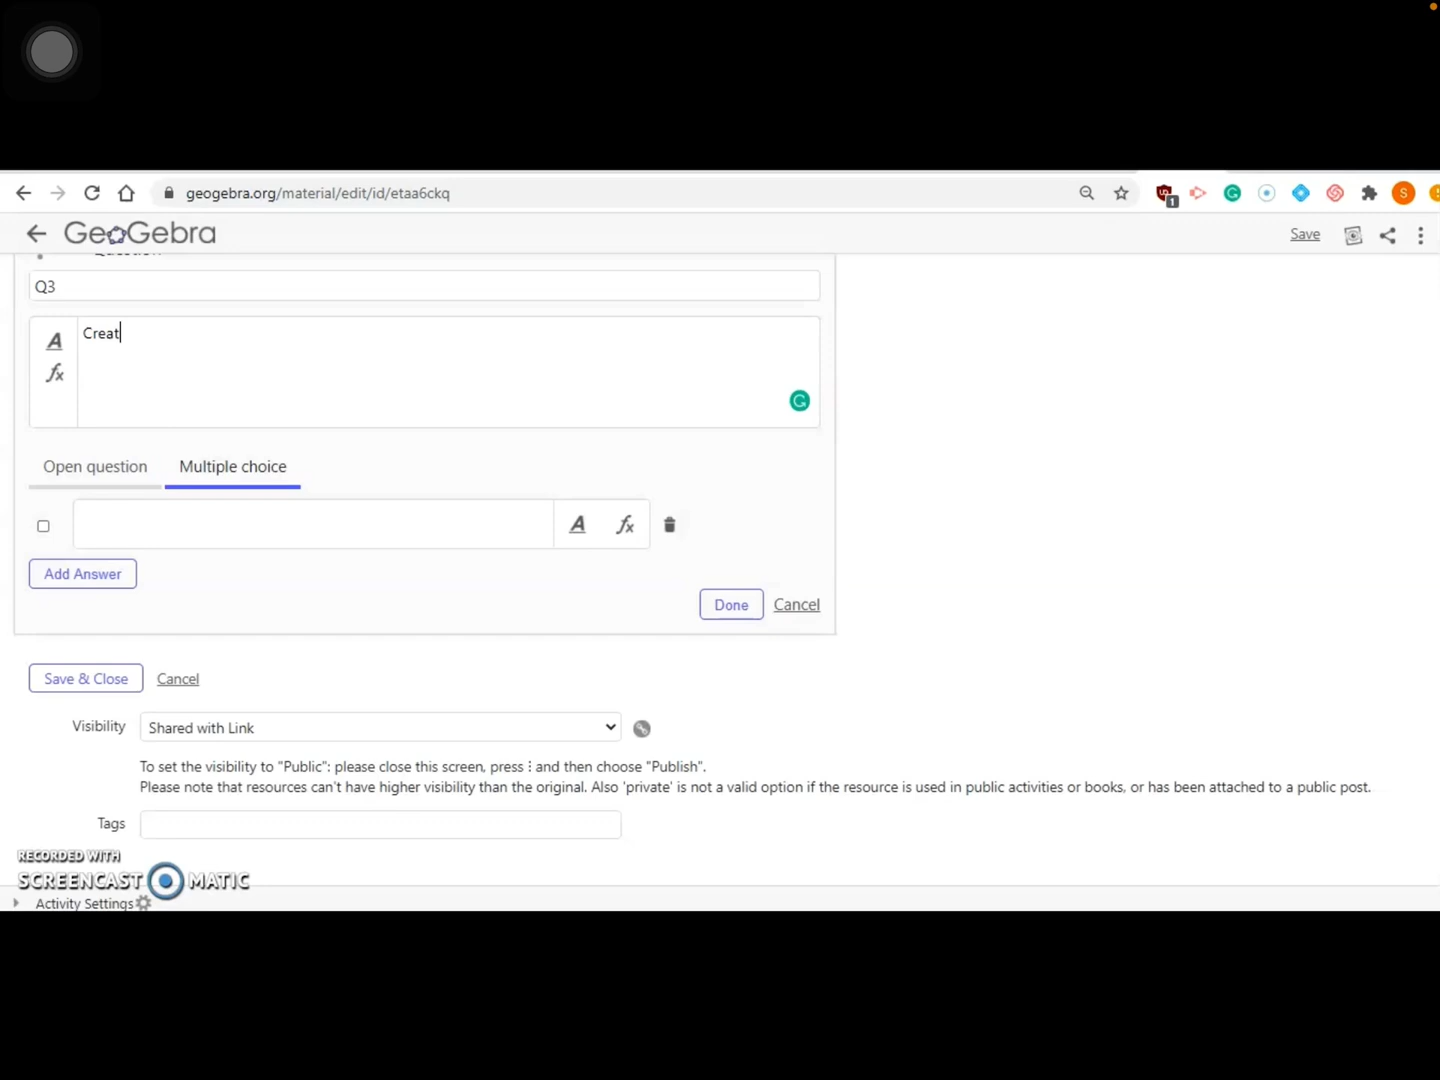 geogebra.org/material/edit/id/etaa6ckq
1
S
GeoGebra
Save
Question
Q3
Creat
Open question
Multiple choice
Add Answer
Done
Cancel
Save & Close
Cancel
Visibility
Shared with Link
To set the visibility to "Public": please close this screen, press ⋮ and then choose "Publish".
Please note that resources can't have higher visibility than the original. Also 'private' is not a valid option if the resource is used in public activities or books, or has been attached to a public post.
Tags
RECORDED WITH
SCREENCAST MATIC
Activity Settings